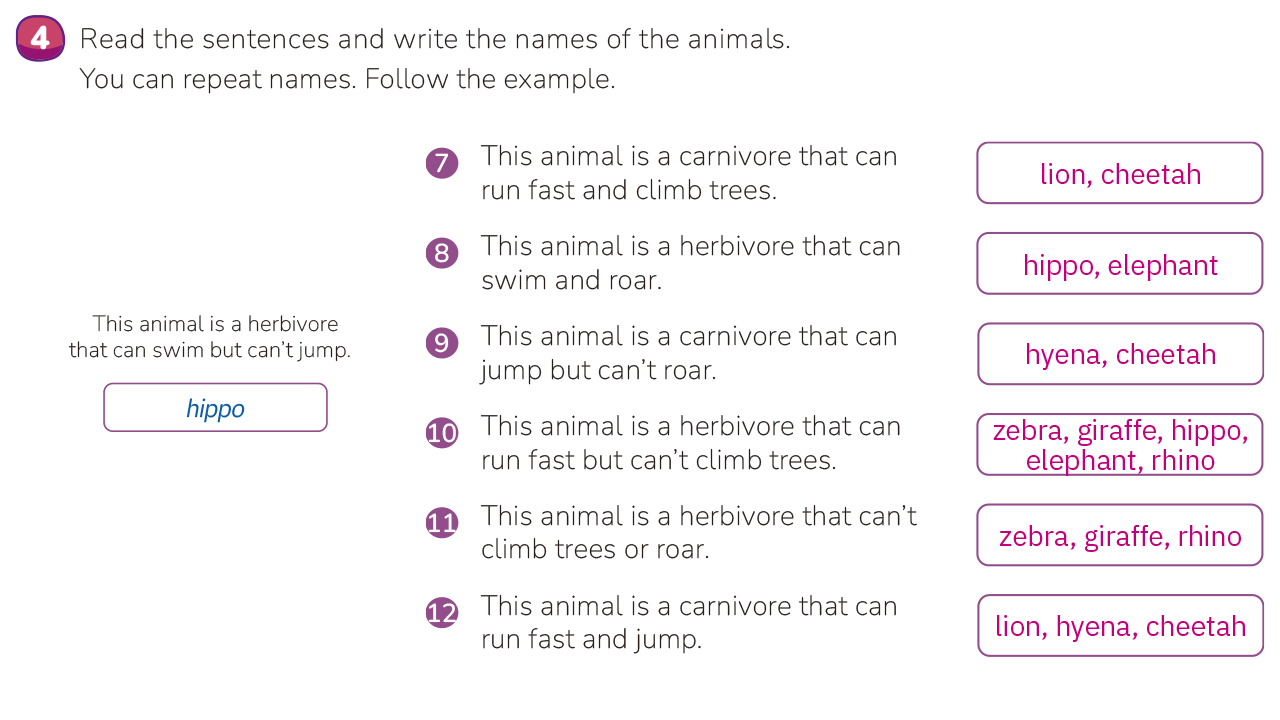 4 Read the sentences and write the names of the animals.
You can repeat names. Follow the example.
This animal is a herbivore
that can swim but can't jump.
hippo
7 This animal is a carnivore that can
run fast and climb trees.
lion, cheetah
8 This animal is a herbivore that can
swim and roar.
hippo, elephant
9 This animal is a carnivore that can
jump but can't roar.
hyena, cheetah
10 This animal is a herbivore that can
run fast but can't climb trees.
zebra, giraffe, hippo,
elephant, rhino
11 This animal is a herbivore that can't
climb trees or roar.
zebra, giraffe, rhino
12 This animal is a carnivore that can
run fast and jump.
lion, hyena, cheetah